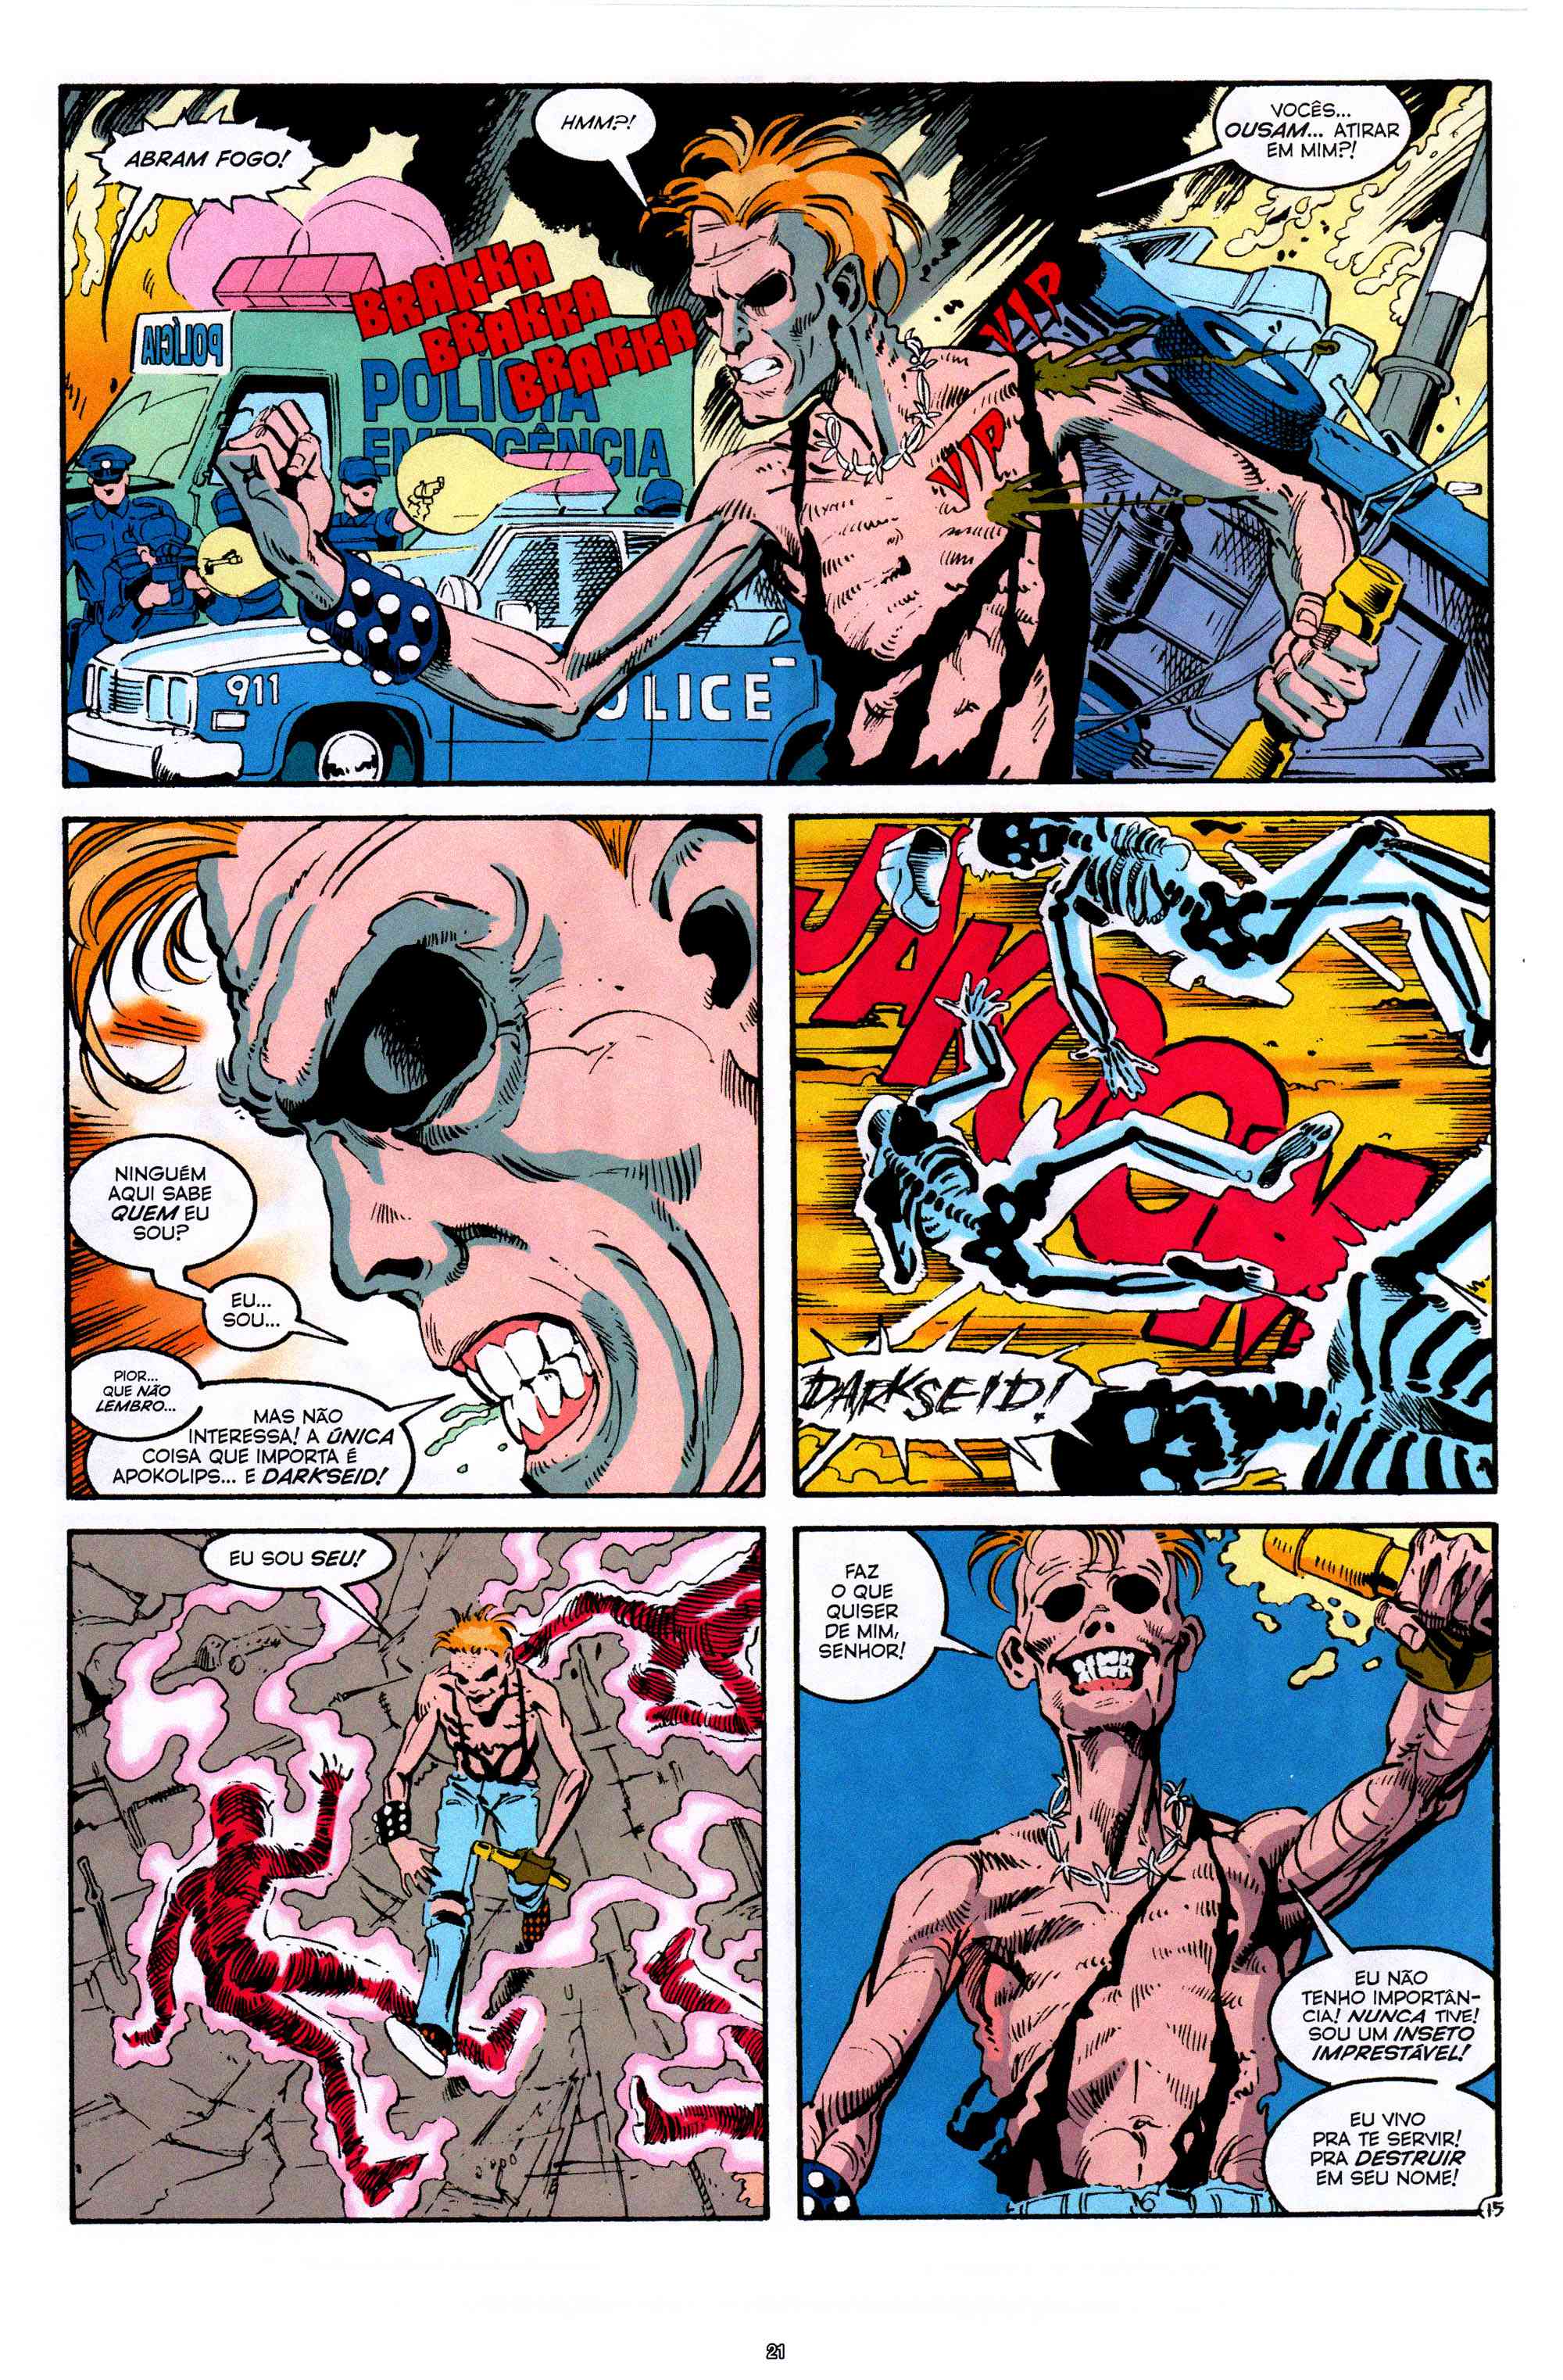 ABRAM FOGO!
HMM?!
VOCÊS...
OUSAM... ATIRAR
EM MIM?!
POLÍCIA
BRAKKA
BRAKKA
BRAKKA
POLÍCIA
EMERGÊNCIA
VIP
VIP
911
POLICE
NINGUÉM
AQUI SABE
QUEM EU
SOU?
EU...
SOU...
PIOR...
QUE NÃO
LEMBRO...
MAS NÃO
INTERESSA! A ÚNICA
COISA QUE IMPORTA É
APOKOLIPS... E DARKSEID!
DARKSEID!
EU SOU SEU!
FAZ
O QUE
QUISER
DE MIM,
SENHOR!
EU NÃO
TENHO IMPORTÂN-
CIA! NUNCA TIVE!
SOU UM INSETO
IMPRESTÁVEL!
EU VIVO
PRA TE SERVIR!
PRA DESTRUIR
EM SEU NOME!
15
21